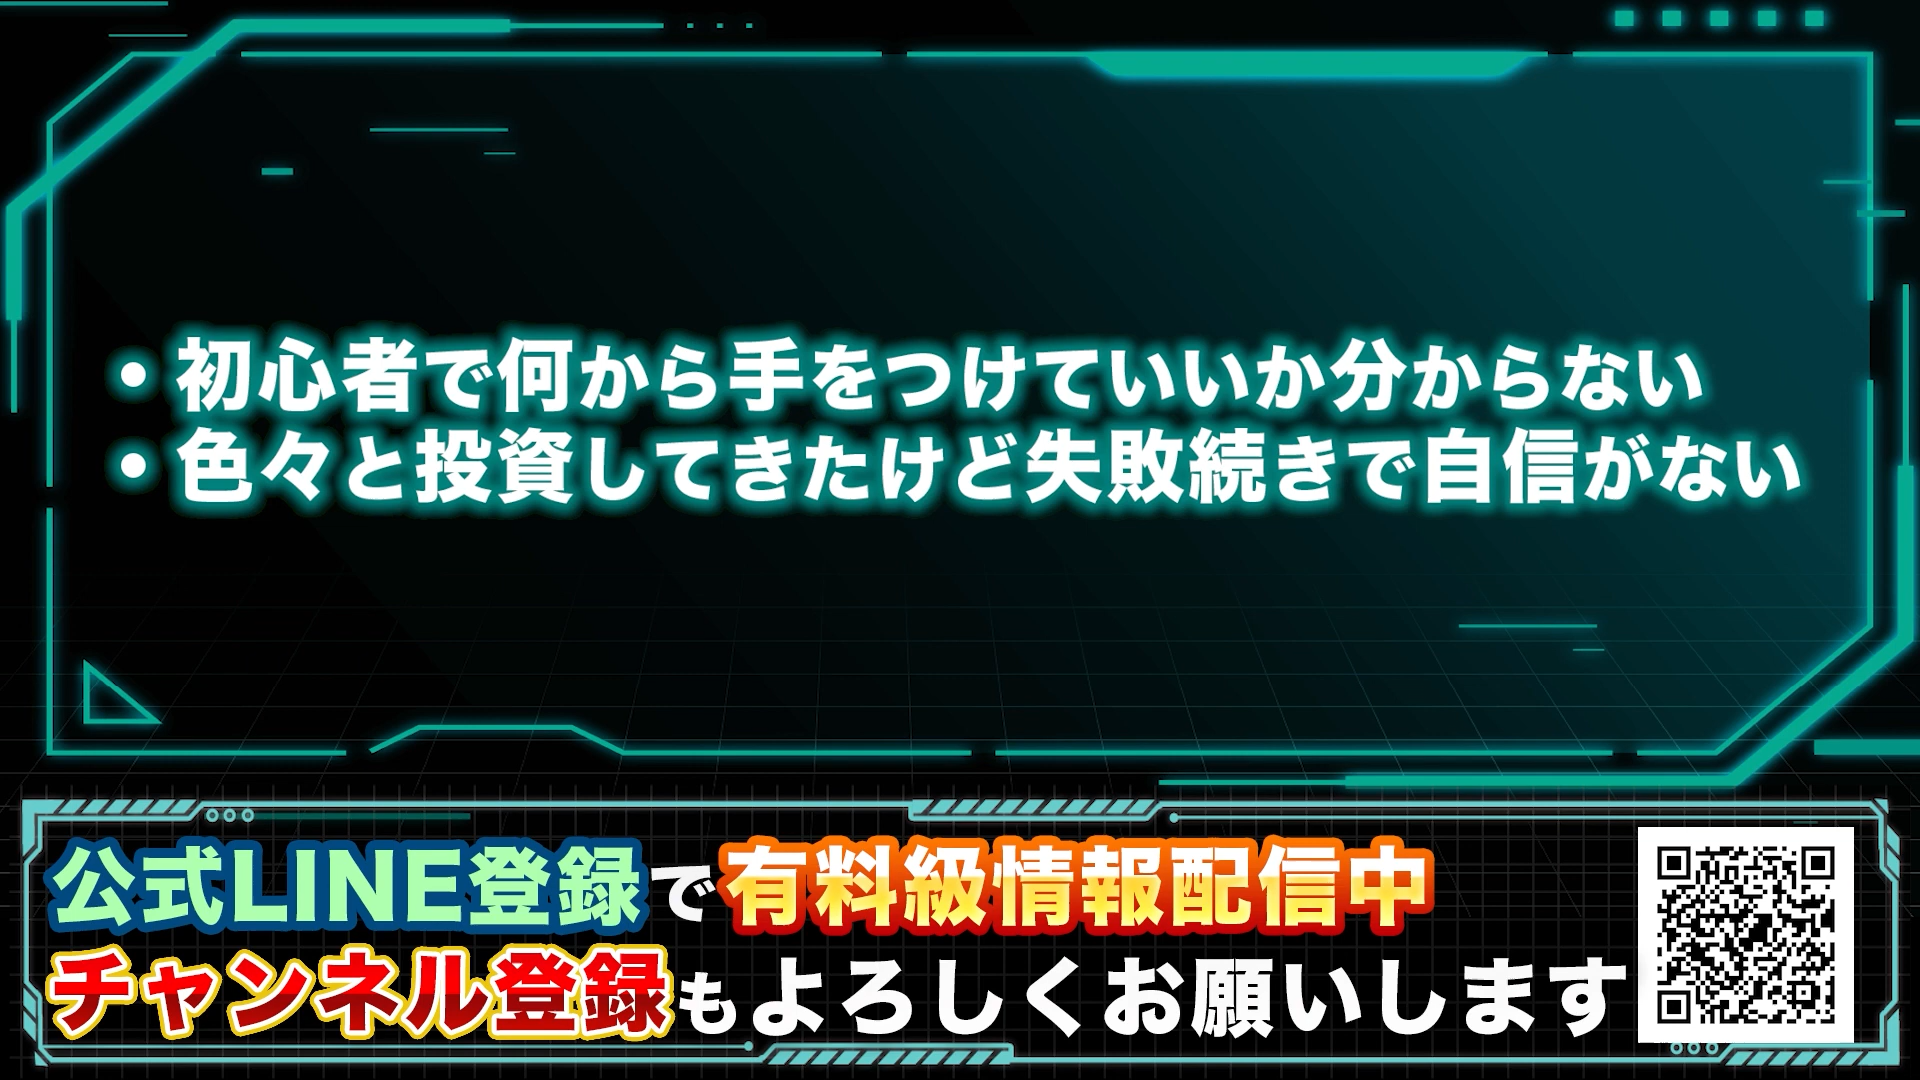 ・初心者で何から手をつけていいか分からない
・色々と投資してきたけど失敗続きで自信がない
公式LINE登録で有料級情報配信中
チャンネル登録もよろしくお願いします